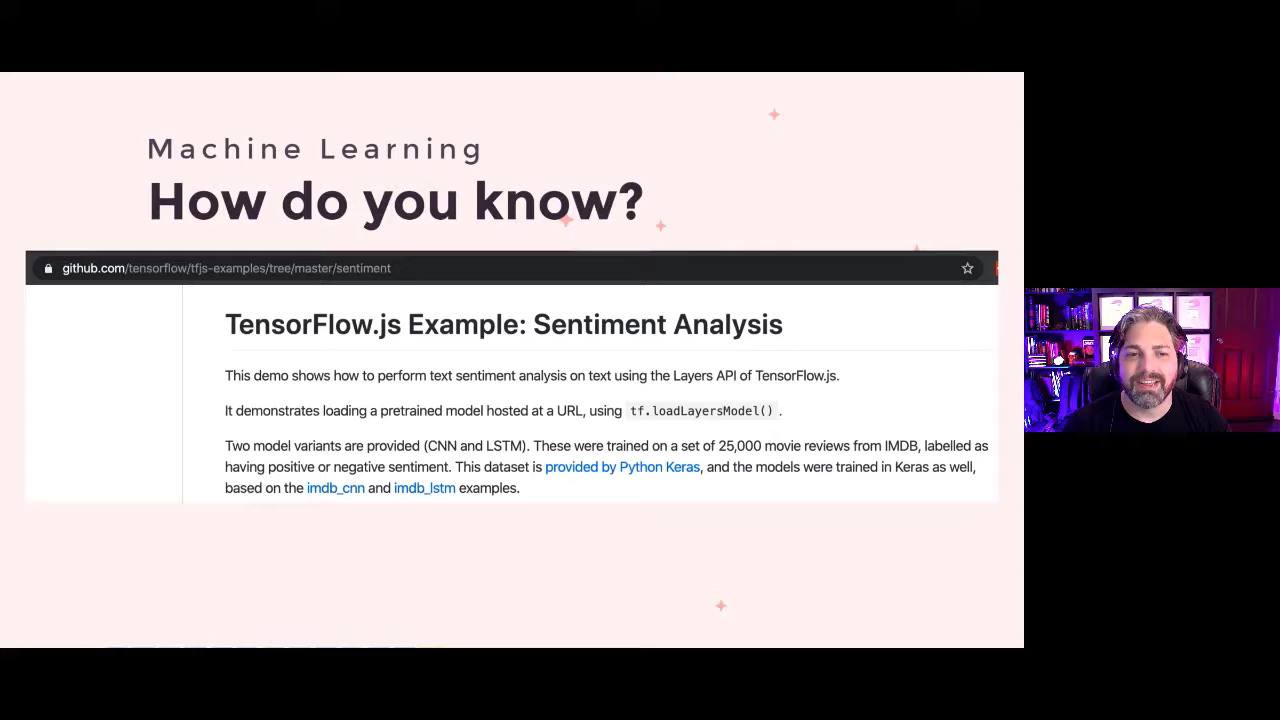 Machine Learning
How do you know?
github.com/tensorflow/tfjs-examples/tree/master/sentiment
TensorFlow.js Example: Sentiment Analysis
This demo shows how to perform text sentiment analysis on text using the Layers API of TensorFlow.js.
It demonstrates loading a pretrained model hosted at a URL, using tf.loadLayersModel() .
Two model variants are provided (CNN and LSTM). These were trained on a set of 25,000 movie reviews from IMDB, labelled as
having positive or negative sentiment. This dataset is provided by Python Keras, and the models were trained in Keras as well,
based on the imdb_cnn and imdb_lstm examples.